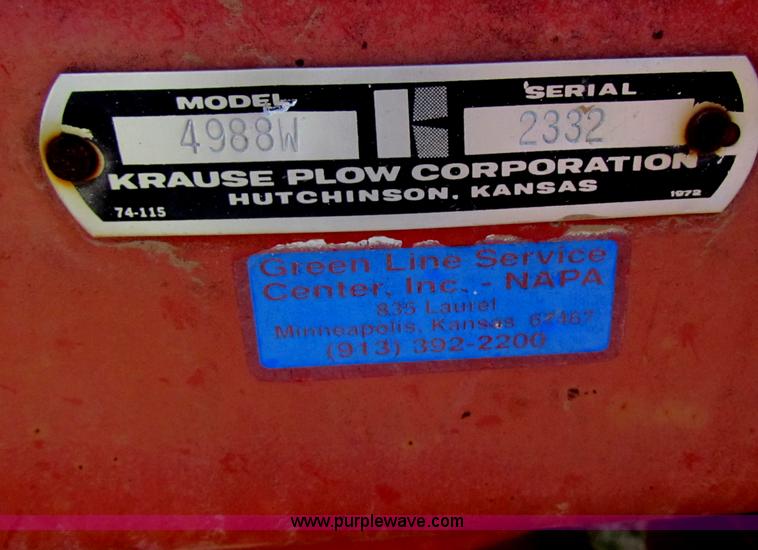 MODEL
SERIAL
4988W
2332
KRAUSE PLOW CORPORATION
HUTCHINSON, KANSAS
74-115
1972
Green Line Service
Center, Inc. - NAPA
835 Laurel
Minneapolis, Kansas 67467
(913) 392-2200
www.purplewave.com